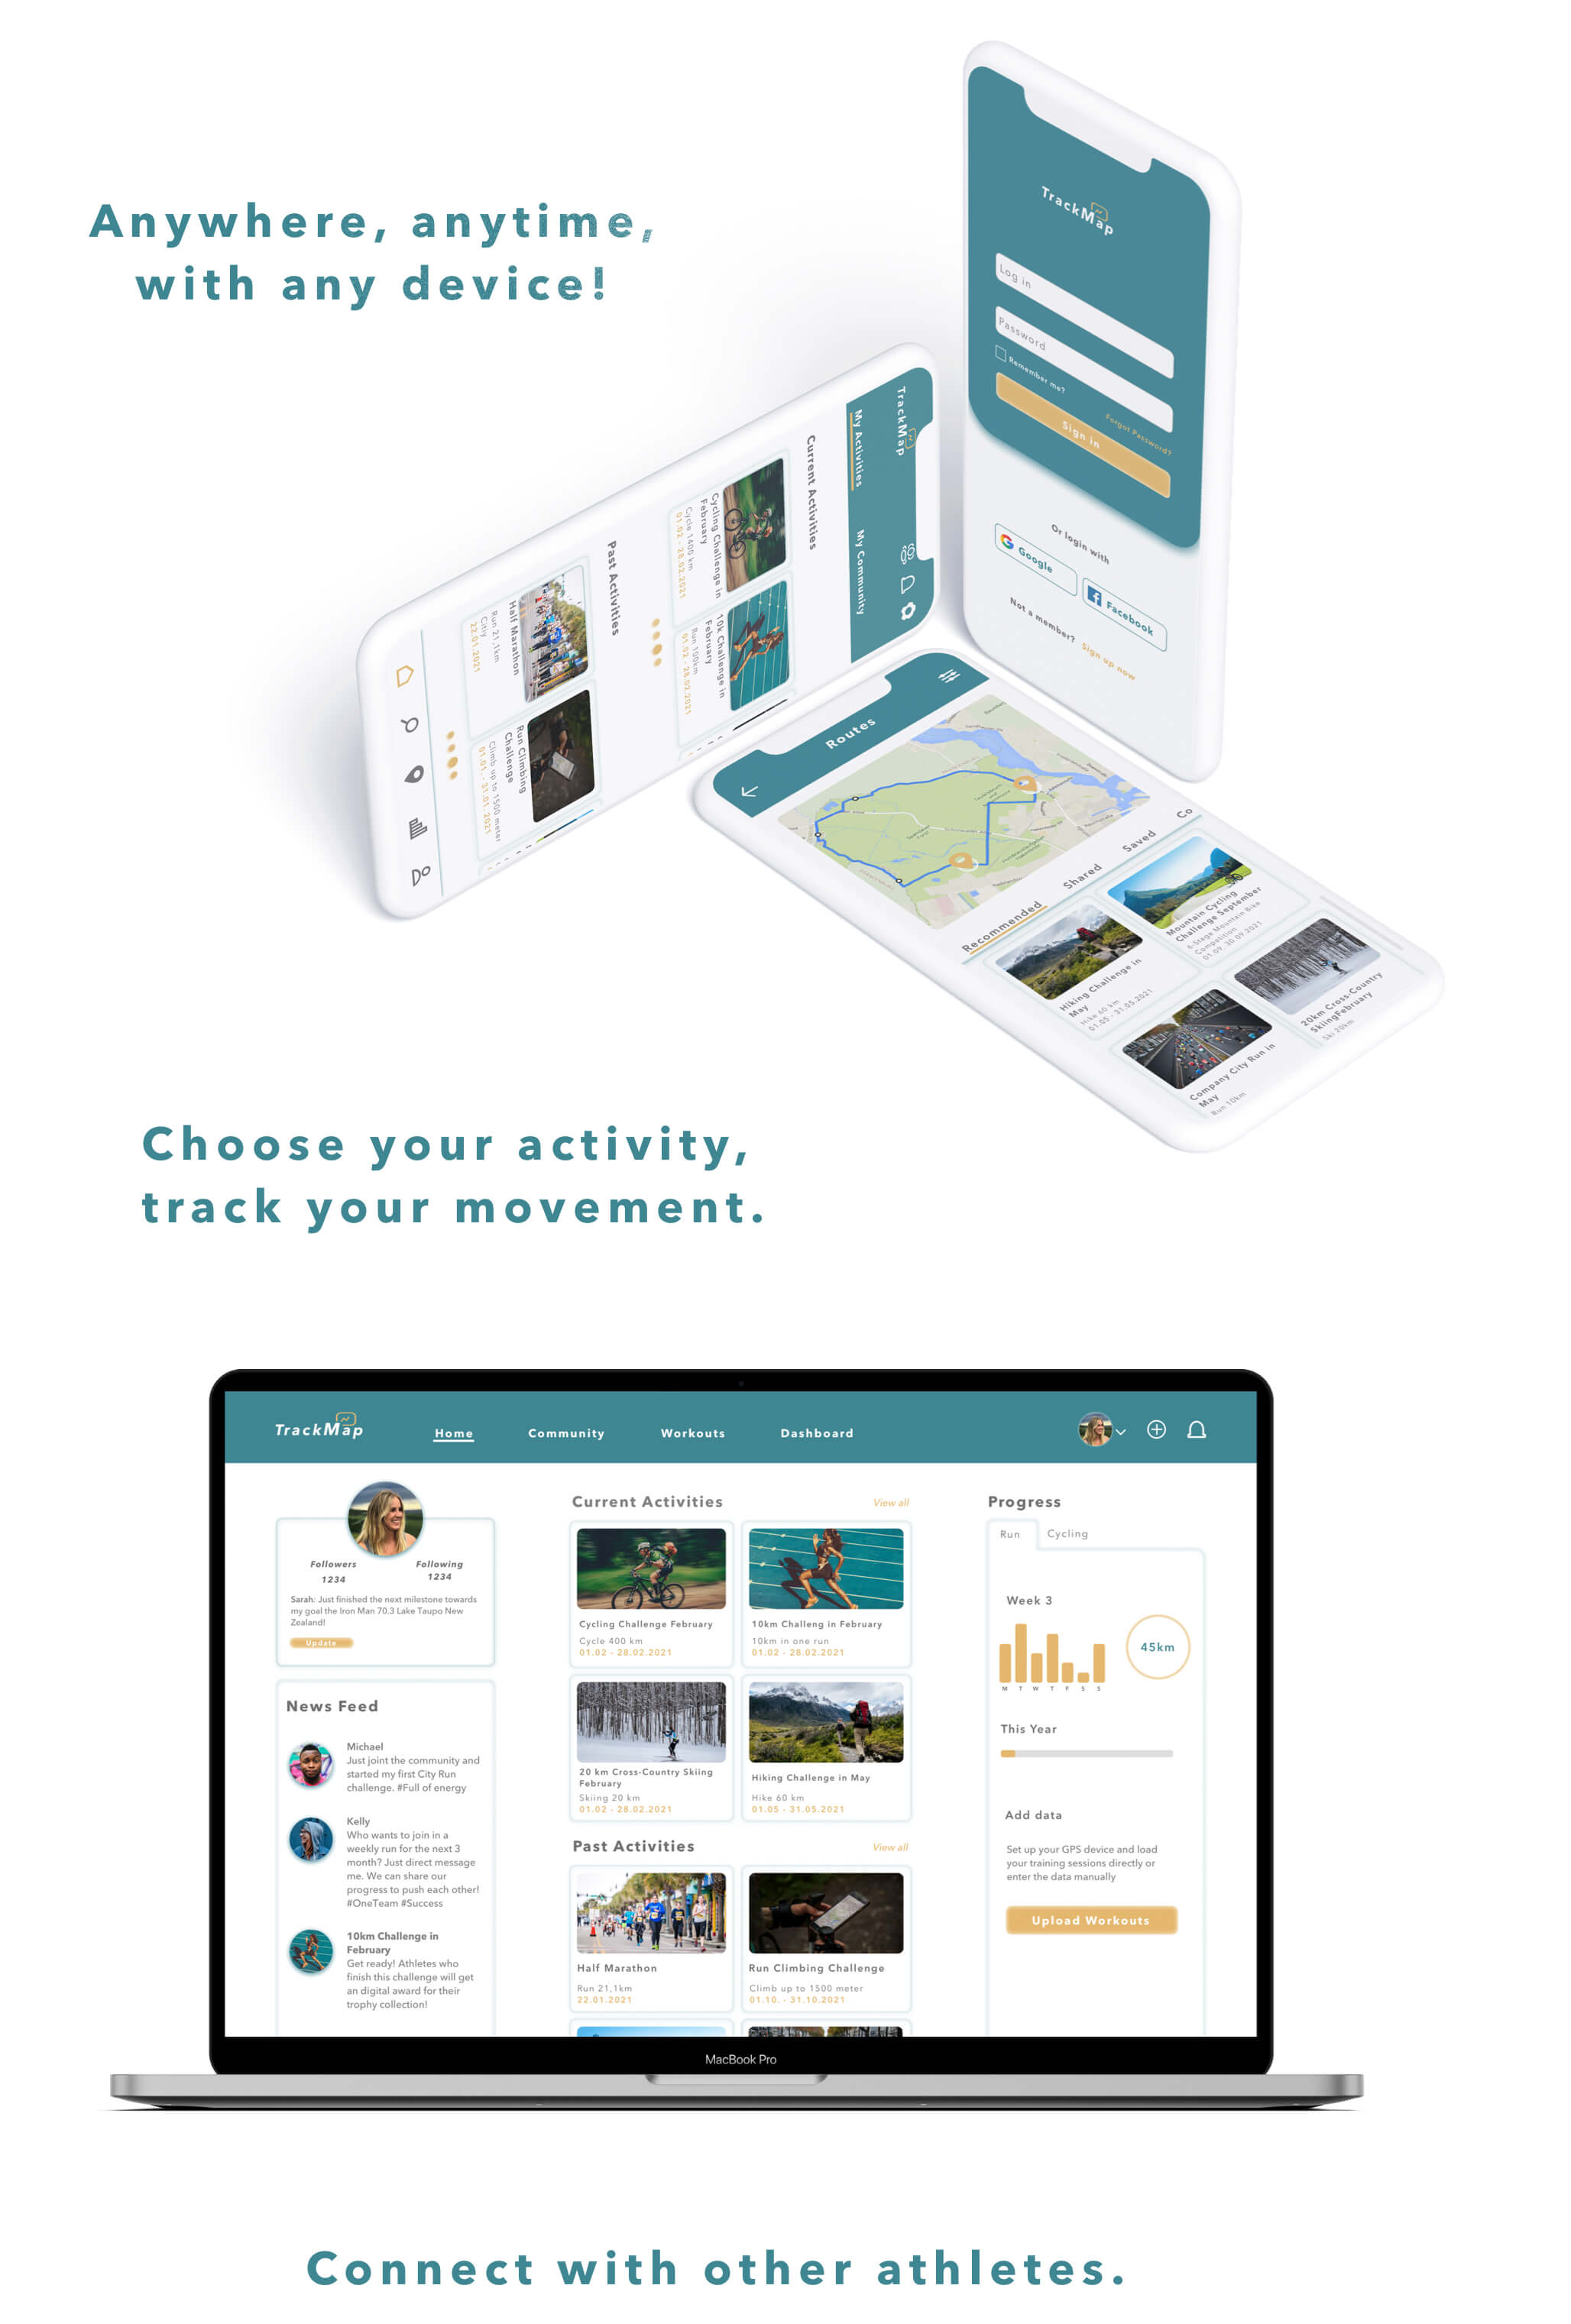 Anywhere, anytime,
with any device!
TrackMap
Log in
Password
Remember me?
Forgot Password?
Sign in
Or login with
Google
Facebook
Not a member? Sign up now
TrackMap
My Activities
My Community
Current Activities
Cycling Challenge in
February
Cycle 1400 km
01.02 - 28.02.2021
10k Challenge in
February
Run 100km
01.02 - 28.02.2021
Past Activities
Half Marathon
Run 21,1km
Citiy
22.01.2021
Run Climbing
Challenge
Climb up to 1500 meter
01.01. - 31.01.2021
Routes
Recommended
Shared
Saved
Co
Hiking Challenge in
May
Hike 60 km
01.05 - 31.05.2021
Mountain Cycling
Challenge September
6-Stage Mountain Bike
Competition
01.09. 30.09.2021
Company City Run in
May
Run 10km
20km Cross-Country
SkiingFebruary
Ski 20km
Choose your activity,
track your movement.
TrackMap
Home
Community
Workouts
Dashboard
Followers
1234
Following
1234
Sarah: Just finished the next milestone towards
my goal the Iron Man 70.3 Lake Taupo New
Zealand!
Update
News Feed
Michael
Just joint the community and
started my first City Run
challenge. #Full of energy
Kelly
Who wants to join in a
weekly run for the next 3
month? Just direct message
me. We can share our
progress to push each other!
#OneTeam #Success
10km Challenge in
February
Get ready! Athletes who
finish this challenge will get
an digital award for their
trophy collection!
Current Activities
View all
Cycling Challenge February
Cycle 400 km
01.02 - 28.02.2021
10km Challeng in February
10km in one run
01.02 - 28.02.2021
20 km Cross-Country Skiing
February
Skiing 20 km
01.02 - 28.02.2021
Hiking Challenge in May
Hike 60 km
01.05 - 31.05.2021
Past Activities
View all
Half Marathon
Run 21,1km
22.01.2021
Run Climbing Challenge
Climb up to 1500 meter
01.10. - 31.10.2021
Progress
Run
Cycling
Week 3
45km
M T W T F S S
This Year
Add data
Set up your GPS device and load
your training sessions directly or
enter the data manually
Upload Workouts
MacBook Pro
Connect with other athletes.